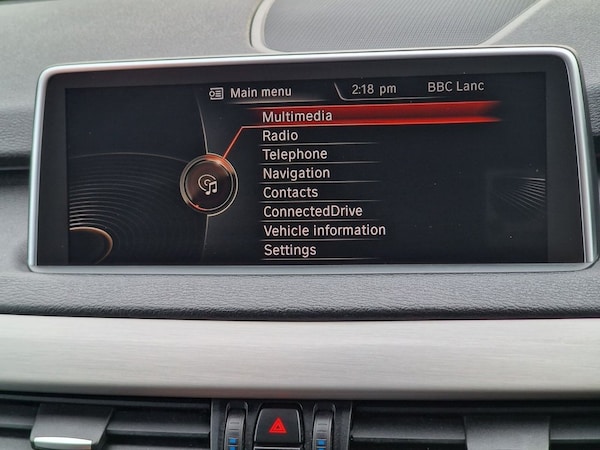 Main menu 2:18 pm BBC Lanc
Multimedia
Radio
Telephone
Navigation
Contacts
ConnectedDrive
Vehicle information
Settings